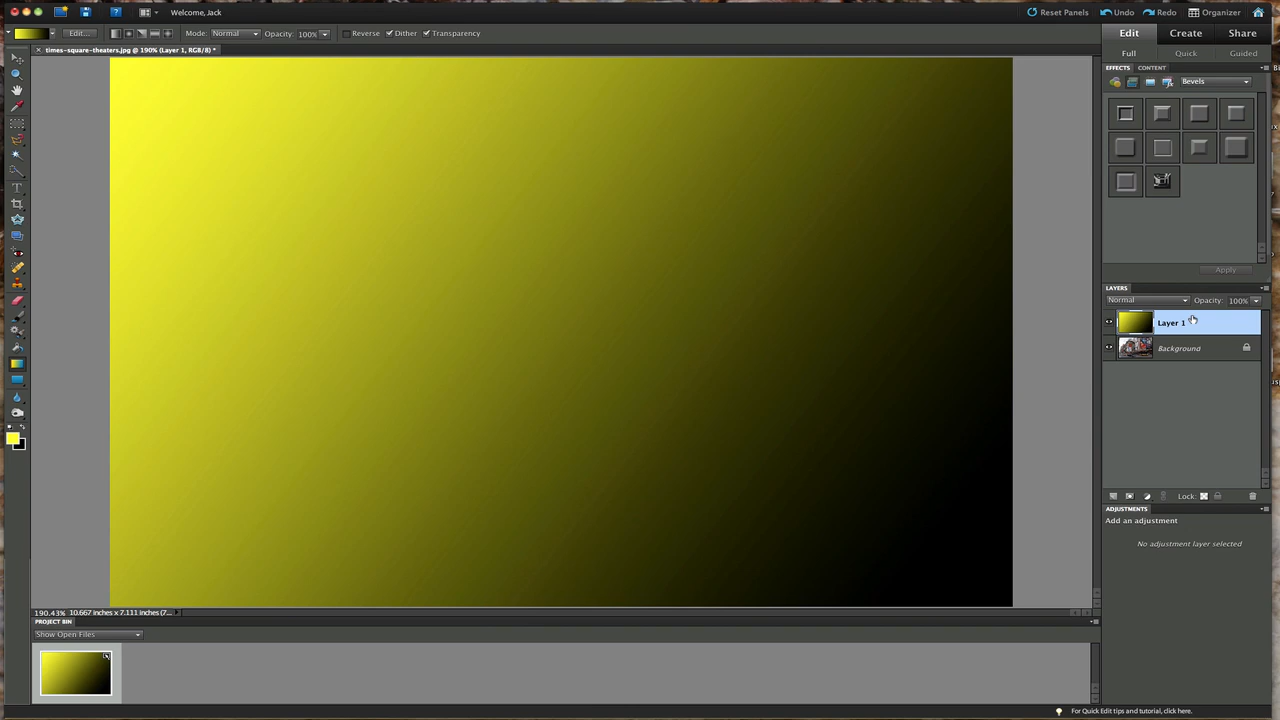 Welcome, Jack
Reset Panels Undo Redo Organizer
Edit... Mode: Normal Opacity: 100% Reverse Dither Transparency
Edit Create Share
times-square-theaters.jpg @ 190% (Layer 1, RGB/8) *
Full Quick Guided
EFFECTS CONTENT
Bevels
Apply
LAYERS
Normal Opacity: 100%
Layer 1
Background
Lock:
ADJUSTMENTS
Add an adjustment
No adjustment layer selected
190.43% 10.667 inches x 7.111 inches (7...
PROJECT BIN
Show Open Files
For Quick Edit tips and tutorial, click here.